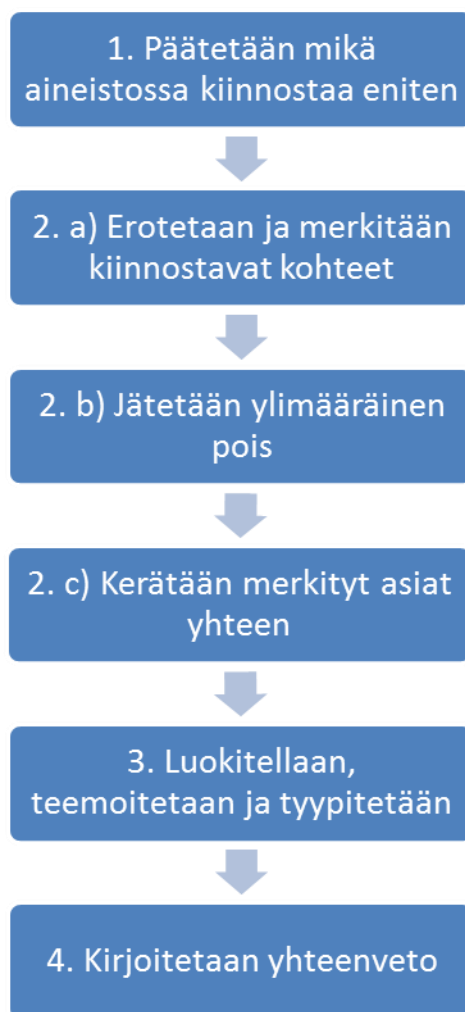 1. Päätetään mikä
aineistossa kiinnostaa eniten
2. a) Erotetaan ja merkitään
kiinnostavat kohteet
2. b) Jätetään ylimääräinen
pois
2. c) Kerätään merkityt asiat
yhteen
3. Luokitellaan,
teemoitetaan ja tyypitetään
4. Kirjoitetaan yhteenveto